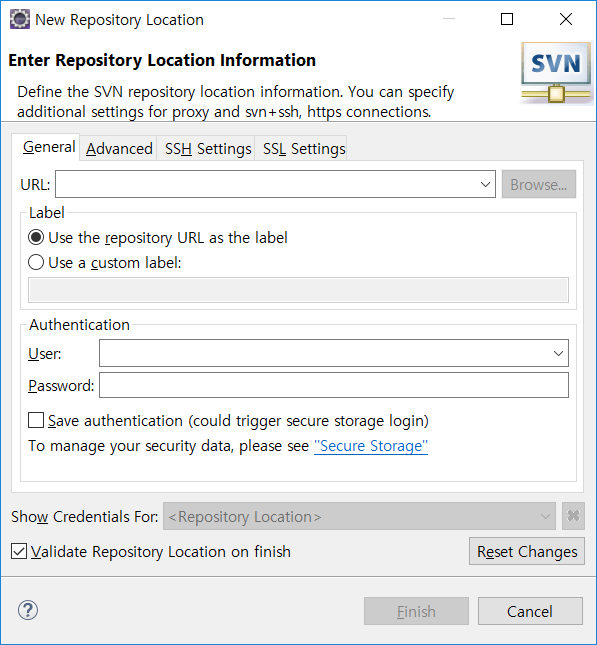 New Repository Location
Enter Repository Location Information
SVN
Define the SVN repository location information. You can specify
additional settings for proxy and svn+ssh, https connections.
General Advanced SSH Settings SSL Settings
URL: Browse...
Label
Use the repository URL as the label
Use a custom label:
Authentication
User:
Password:
Save authentication (could trigger secure storage login)
To manage your security data, please see "Secure Storage"
Show Credentials For: <Repository Location>
Validate Repository Location on finish Reset Changes
? Finish Cancel